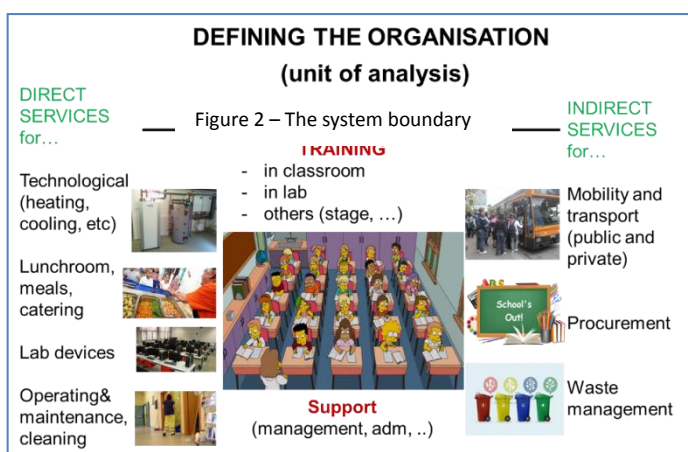 DEFINING THE ORGANISATION
(unit of analysis)
DIRECT
SERVICES
for…
Figure 2 – The system boundary
INDIRECT
SERVICES
for…
TRAINING
- in classroom
- in lab
- others (stage, …)
Technological
(heating,
cooling, etc)
Lunchroom,
meals,
catering
Lab devices
Operating&
maintenance,
cleaning
Support
(management, adm, ..)
Mobility and
transport
(public and
private)
School's
Out!
Procurement
Waste
management